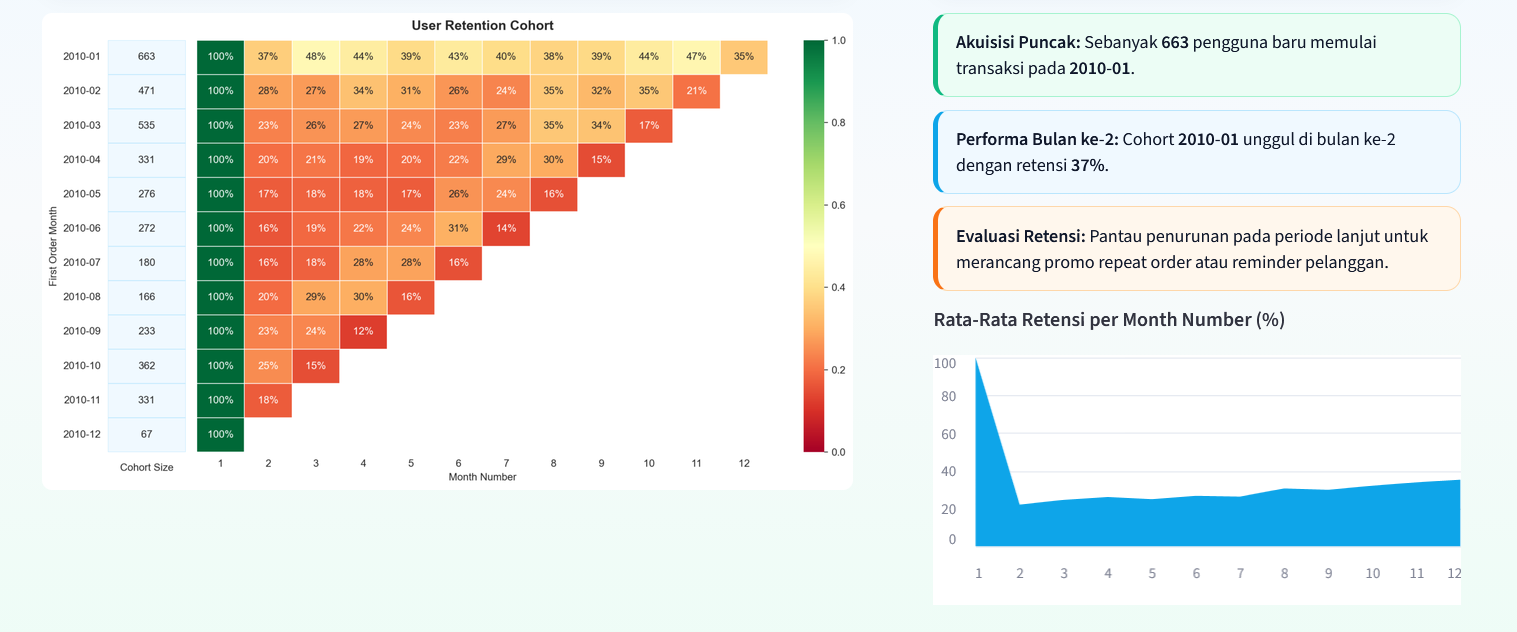 User Retention Cohort
2010-01 663 100% 37% 48% 44% 39% 43% 40% 38% 39% 44% 47% 35%
2010-02 471 100% 28% 27% 34% 31% 26% 24% 35% 32% 35% 21%
2010-03 535 100% 23% 26% 27% 24% 23% 27% 35% 34% 17%
2010-04 331 100% 20% 21% 19% 20% 22% 29% 30% 15%
2010-05 276 100% 17% 18% 18% 17% 26% 24% 16%
2010-06 272 100% 16% 19% 22% 24% 31% 14%
2010-07 180 100% 16% 18% 28% 28% 16%
2010-08 166 100% 20% 29% 30% 16%
2010-09 233 100% 23% 24% 12%
2010-10 362 100% 25% 15%
2010-11 331 100% 18%
2010-12 67 100%
First Order Month
Cohort Size
1 2 3 4 5 6 7 8 9 10 11 12
Month Number
1.0
0.8
0.6
0.4
0.2
0.0
Akuisisi Puncak: Sebanyak 663 pengguna baru memulai
transaksi pada 2010-01.
Performa Bulan ke-2: Cohort 2010-01 unggul di bulan ke-2
dengan retensi 37%.
Evaluasi Retensi: Pantau penurunan pada periode lanjut untuk
merancang promo repeat order atau reminder pelanggan.
Rata-Rata Retensi per Month Number (%)
100
80
60
40
20
0
1 2 3 4 5 6 7 8 9 10 11 12